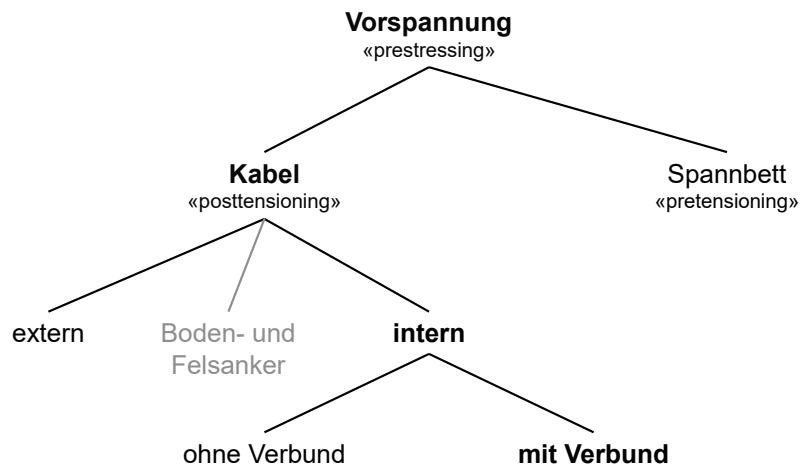 Vorspannung
«prestressing»
Kabel
«posttensioning»
Spannbett
«pretensioning»
extern
Boden- und
Felsanker
intern
ohne Verbund
mit Verbund